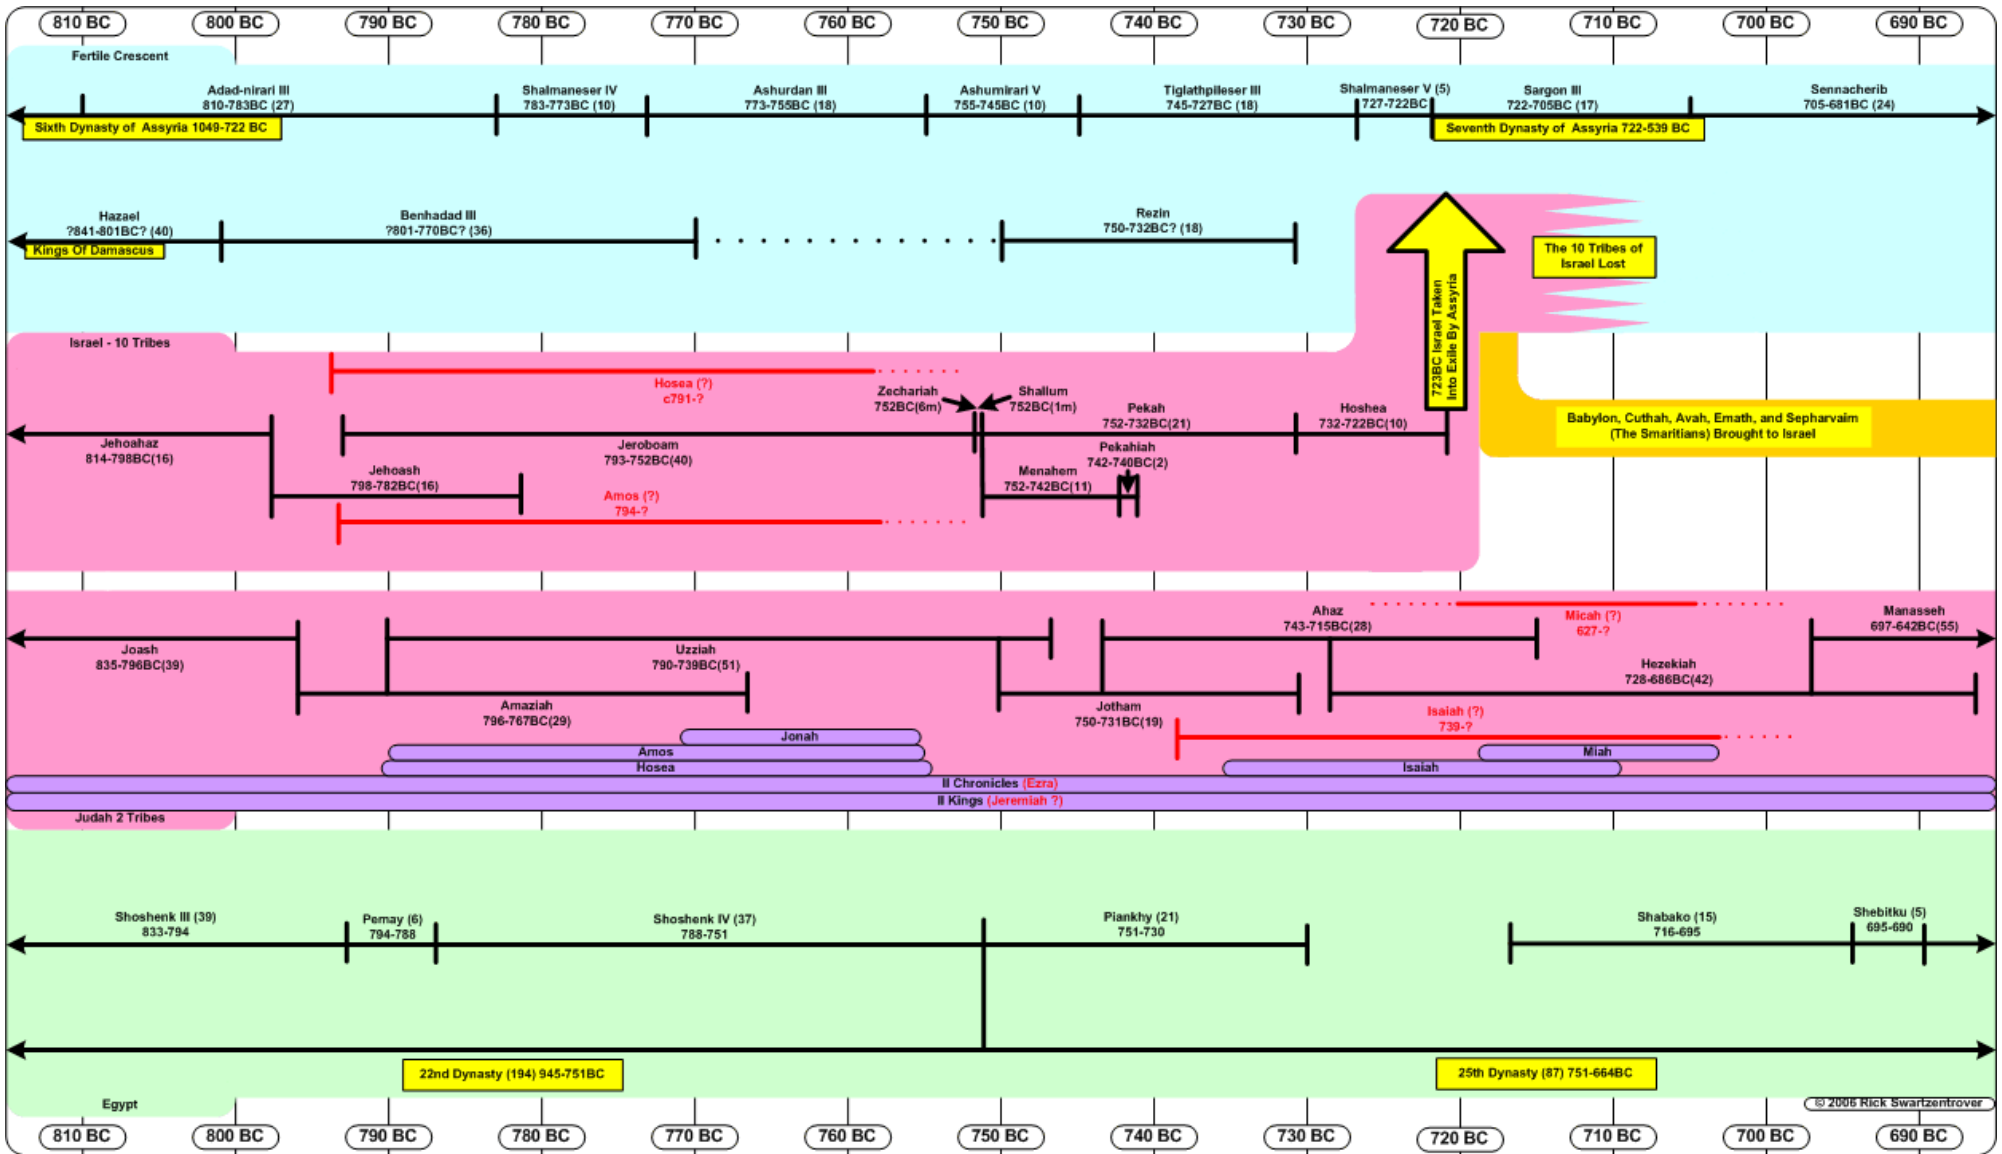 810 BC
800 BC
790 BC
780 BC
770 BC
760 BC
750 BC
740 BC
730 BC
720 BC
710 BC
700 BC
690 BC
Fertile Crescent
Adad-nirari III
810-783BC (27)
Shalmaneser IV
783-773BC (10)
Ashurdan III
773-755BC (18)
Ashumirari V
755-745BC (10)
Tiglathpileser III
745-727BC (18)
Shalmaneser V (5)
727-722BC
Sargon III
722-705BC (17)
Sennacherib
705-681BC (24)
Sixth Dynasty of Assyria 1049-722 BC
Seventh Dynasty of Assyria 722-539 BC
Hazael
?841-801BC? (40)
Kings Of Damascus
Benhadad III
?801-770BC? (36)
Rezin
750-732BC? (18)
723BC Israel Taken
Into Exile By Assyria
The 10 Tribes of
Israel Lost
Israel - 10 Tribes
Hosea (?)
c791-?
Zechariah
752BC(6m)
Shallum
752BC(1m)
Pekah
752-732BC(21)
Hoshea
732-722BC(10)
Babylon, Cuthah, Avah, Emath, and Sepharvaim
(The Smaritians) Brought to Israel
Jehoahaz
814-798BC(16)
Jeroboam
793-752BC(40)
Pekahiah
742-740BC(2)
Jehoash
798-782BC(16)
Menahem
752-742BC(11)
Amos (?)
794-?
Ahaz
743-715BC(28)
Micah (?)
627-?
Manasseh
697-642BC(55)
Joash
835-796BC(39)
Uzziah
790-739BC(51)
Hezekiah
728-686BC(42)
Amaziah
796-767BC(29)
Jotham
750-731BC(19)
Isaiah (?)
739-?
Jonah
Amos
Miah
Hosea
Isaiah
II Chronicles (Ezra)
II Kings (Jeremiah ?)
Judah 2 Tribes
Shoshenk III (39)
833-794
Pemay (6)
794-788
Shoshenk IV (37)
788-751
Piankhy (21)
751-730
Shabako (15)
716-695
Shebitku (5)
695-690
22nd Dynasty (194) 945-751BC
25th Dynasty (87) 751-664BC
Egypt
© 2006 Rick Swartzentrover
810 BC
800 BC
790 BC
780 BC
770 BC
760 BC
750 BC
740 BC
730 BC
720 BC
710 BC
700 BC
690 BC